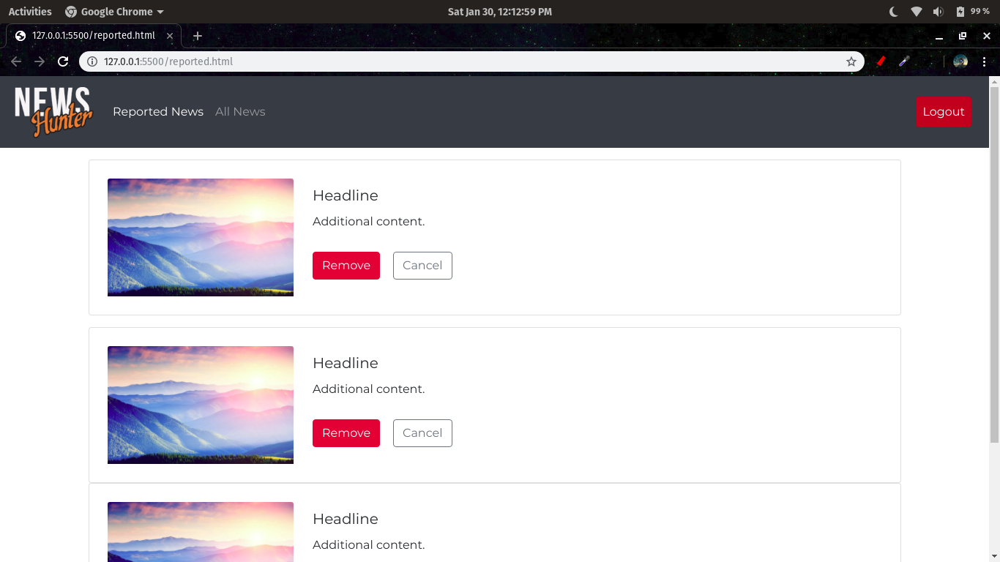 Activities Google Chrome Sat Jan 30, 12:12:59 PM 99 %
127.0.0.1:5500/reported.html
127.0.0.1:5500/reported.html
NEWS
Hunter
Reported News All News Logout
Headline
Additional content.
Remove Cancel
Headline
Additional content.
Remove Cancel
Headline
Additional content.